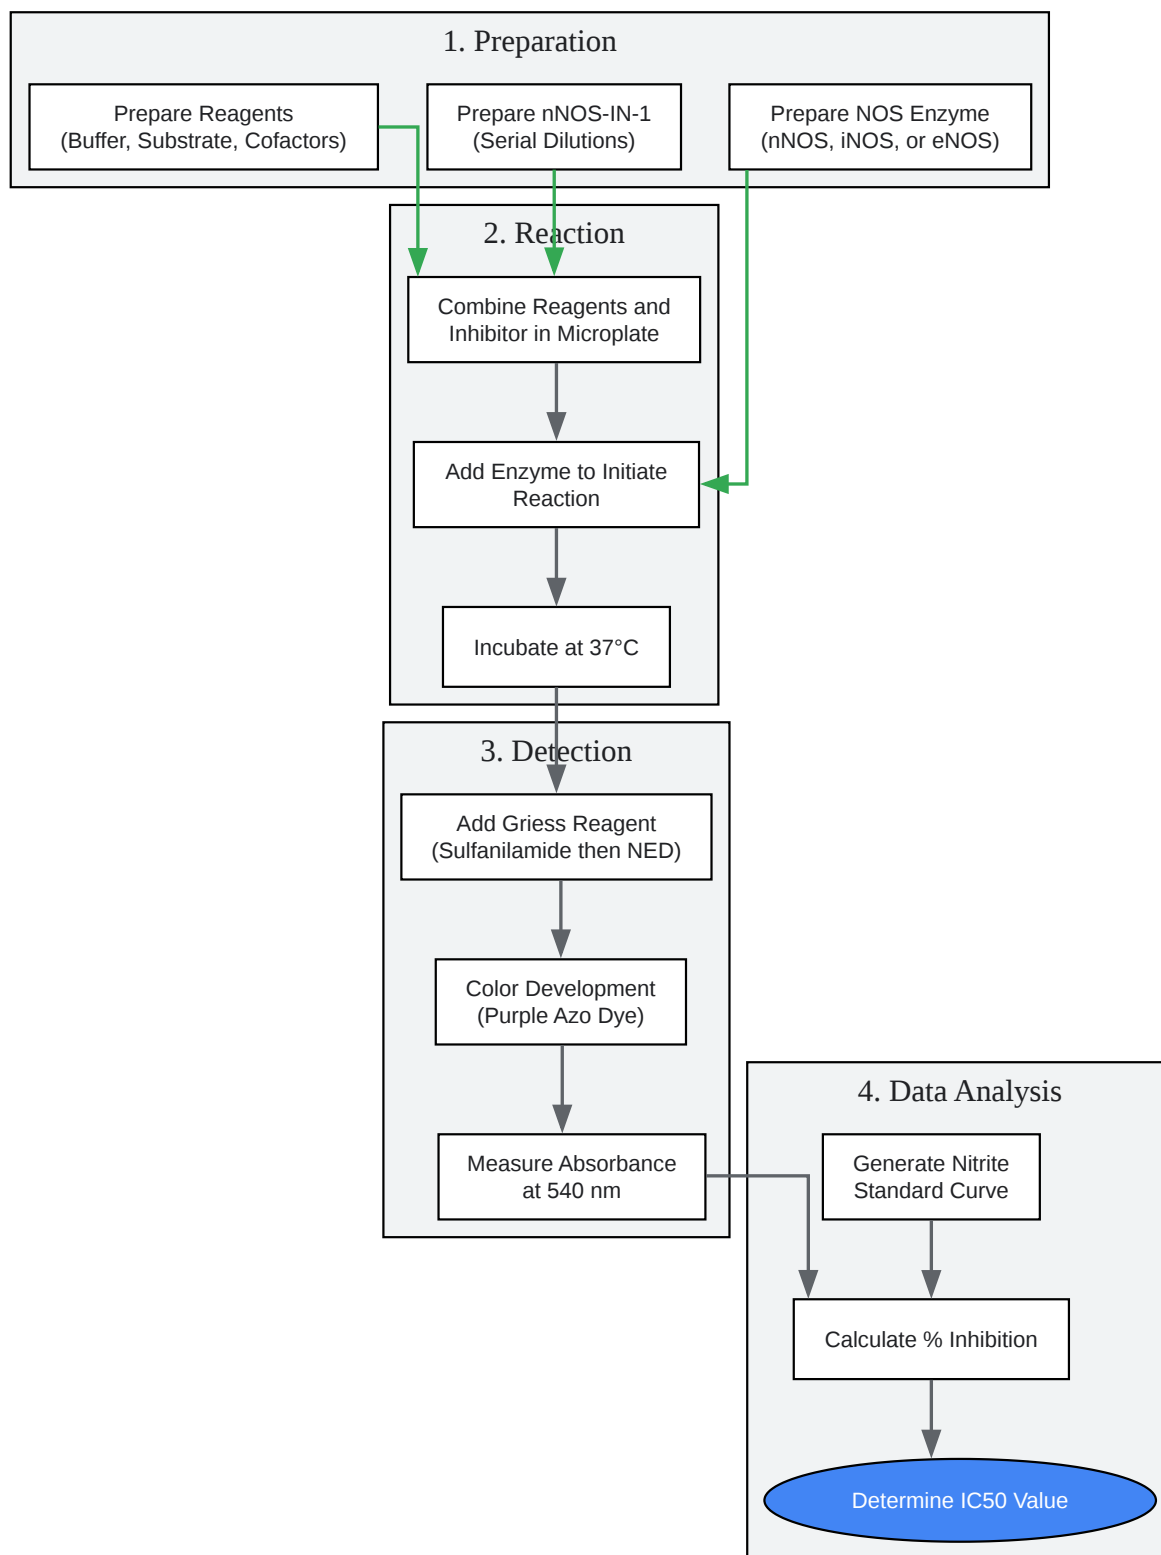 1. Preparation
Prepare Reagents
(Buffer, Substrate, Cofactors)
Prepare nNOS-IN-1
(Serial Dilutions)
Prepare NOS Enzyme
(nNOS, iNOS, or eNOS)
2. Reaction
Combine Reagents and
Inhibitor in Microplate
Add Enzyme to Initiate
Reaction
Incubate at 37°C
3. Detection
Add Griess Reagent
(Sulfanilamide then NED)
Color Development
(Purple Azo Dye)
Measure Absorbance
at 540 nm
4. Data Analysis
Generate Nitrite
Standard Curve
Calculate % Inhibition
Determine IC50 Value